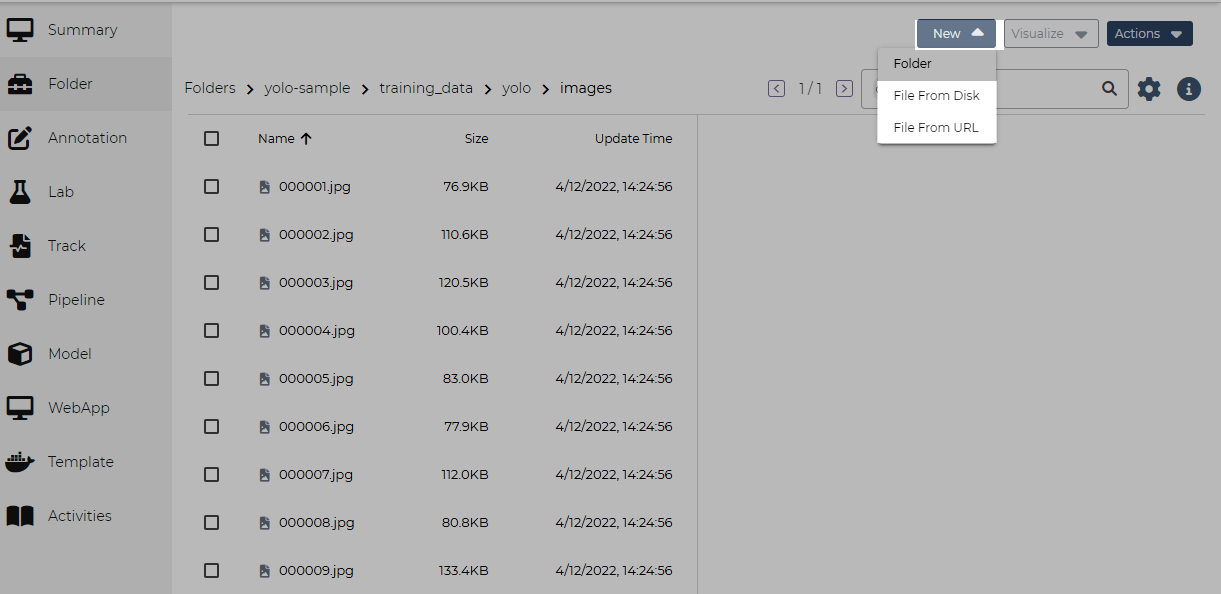 Summary
Folder
Annotation
Lab
Track
Pipeline
Model
WebApp
Template
Activities
New
Visualize
Actions
Folder
File From Disk
File From URL
Folders > yolo-sample > training_data > yolo > images
< 1 / 1 >
Name Size Update Time
000001.jpg 76.9KB 4/12/2022, 14:24:56
000002.jpg 110.6KB 4/12/2022, 14:24:56
000003.jpg 120.5KB 4/12/2022, 14:24:56
000004.jpg 100.4KB 4/12/2022, 14:24:56
000005.jpg 83.0KB 4/12/2022, 14:24:56
000006.jpg 77.9KB 4/12/2022, 14:24:56
000007.jpg 112.0KB 4/12/2022, 14:24:56
000008.jpg 80.8KB 4/12/2022, 14:24:56
000009.jpg 133.4KB 4/12/2022, 14:24:56